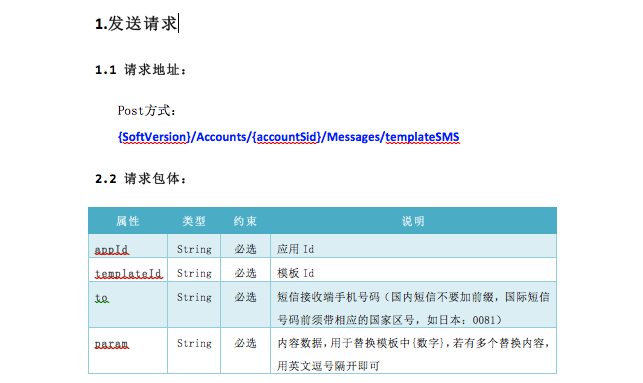 1.发送请求
1.1 请求地址：
Post方式：
{SoftVersion}/Accounts/{accountSid}/Messages/templateSMS
2.2 请求包体：
属性 类型 约束 说明
appId String 必选 应用 Id
templateId String 必选 模板 Id
to String 必选 短信接收端手机号码（国内短信不要加前缀，国际短信
号码前须带相应的国家区号，如日本：0081）
param String 必选 内容数据，用于替换模板中{数字}，若有多个替换内容，
用英文逗号隔开即可